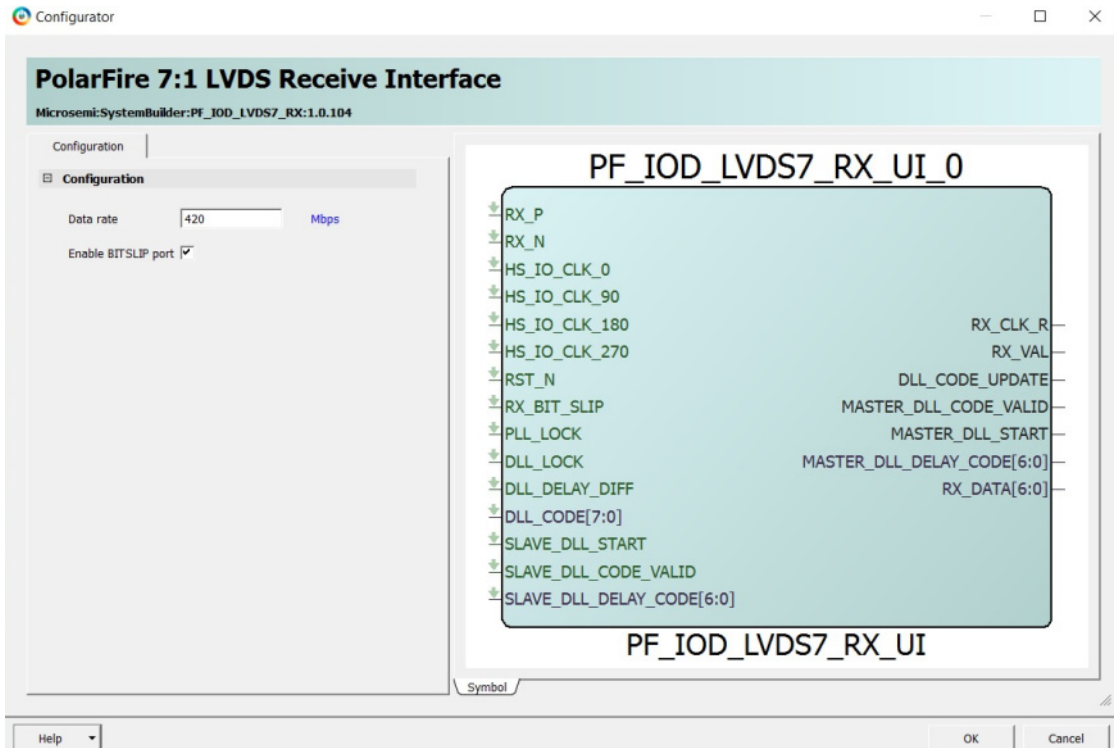 Configurator
PolarFire 7:1 LVDS Receive Interface
Microsemi:SystemBuilder:PF_IOD_LVDS7_RX:1.0.104
Configuration
Configuration
Data rate 420 Mbps
Enable BITSLIP port
PF_IOD_LVDS7_RX_UI_0
RX_P
RX_N
HS_IO_CLK_0
HS_IO_CLK_90
HS_IO_CLK_180
HS_IO_CLK_270
RST_N
RX_BIT_SLIP
PLL_LOCK
DLL_LOCK
DLL_DELAY_DIFF
DLL_CODE[7:0]
SLAVE_DLL_START
SLAVE_DLL_CODE_VALID
SLAVE_DLL_DELAY_CODE[6:0]
RX_CLK_R
RX_VAL
DLL_CODE_UPDATE
MASTER_DLL_CODE_VALID
MASTER_DLL_START
MASTER_DLL_DELAY_CODE[6:0]
RX_DATA[6:0]
PF_IOD_LVDS7_RX_UI
Symbol
Help
OK
Cancel